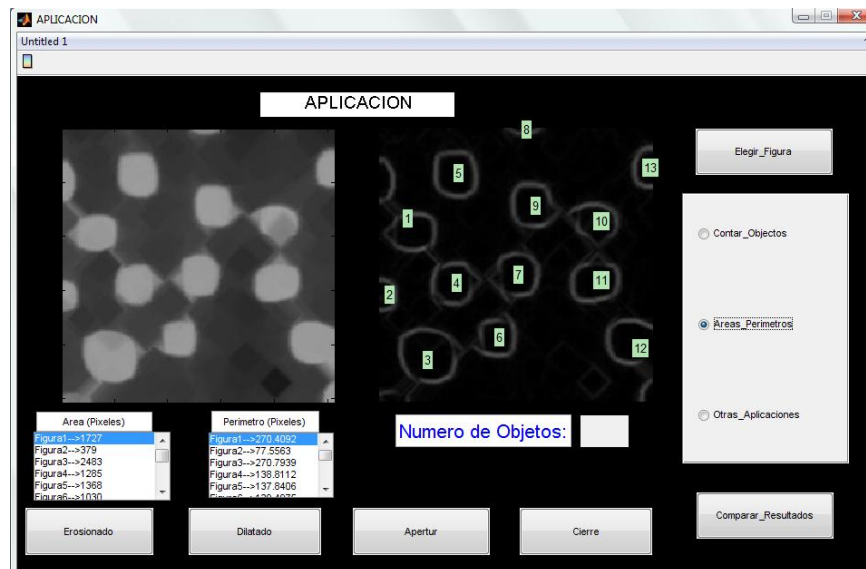 APLICACION
Untitled 1
APLICACION
8
5
13
9
1
10
7
4
11
2
6
3
12
Elegir_Figura
Contar_Objectos
Areas_Perimetros
Otras_Aplicaciones
Area (Pixeles)
Figura1-->1727
Figura2-->379
Figura3-->2483
Figura4-->1285
Figura5-->1368
Figura6-->1030
Perimetro (Pixeles)
Figura1-->270.4092
Figura2-->77.5563
Figura3-->270.7939
Figura4-->138.8112
Figura5-->137.8406
Numero de Objetos:
Erosionado
Dilatado
Apertur
Cierre
Comparar_Resultados